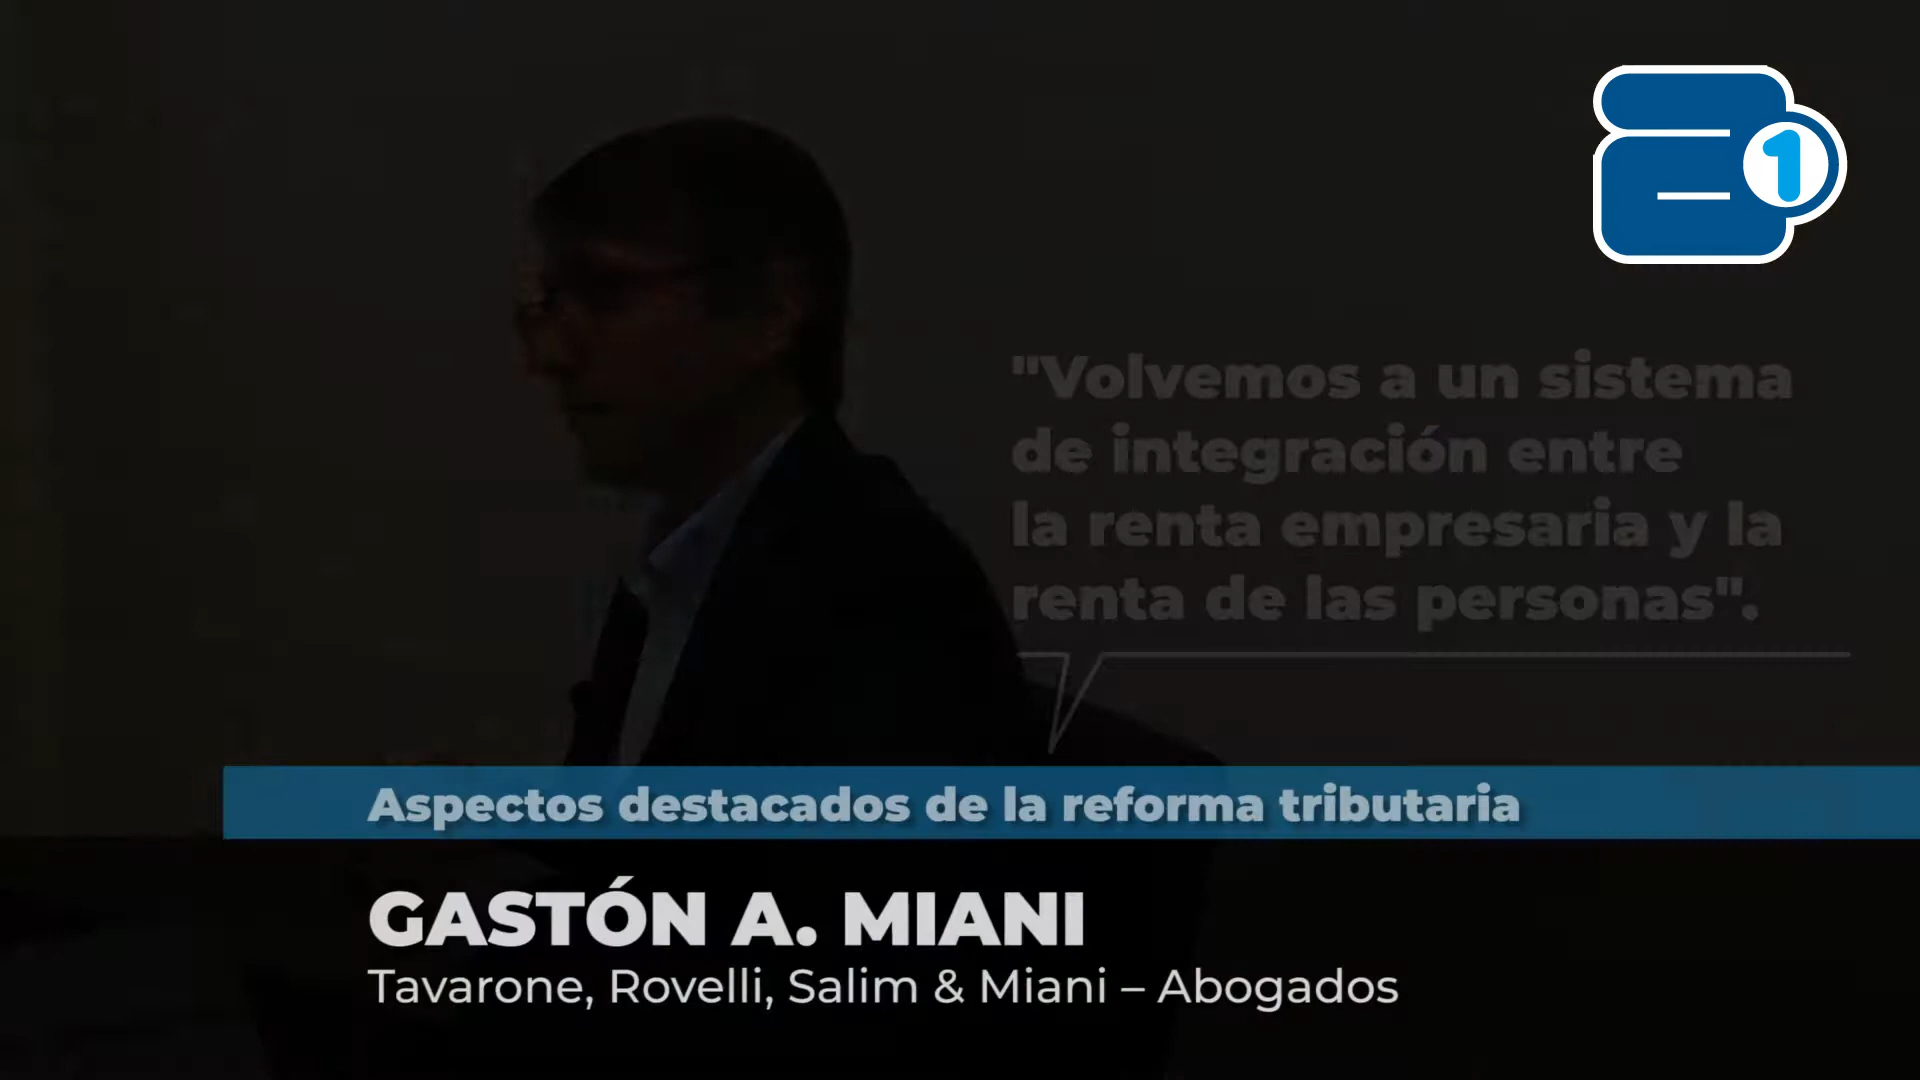 1
"Volvemos a un sistema
de integración entre
la renta empresaria y la
renta de las personas".
Aspectos destacados de la reforma tributaria
GASTÓN A. MIANI
Tavarone, Rovelli, Salim & Miani – Abogados